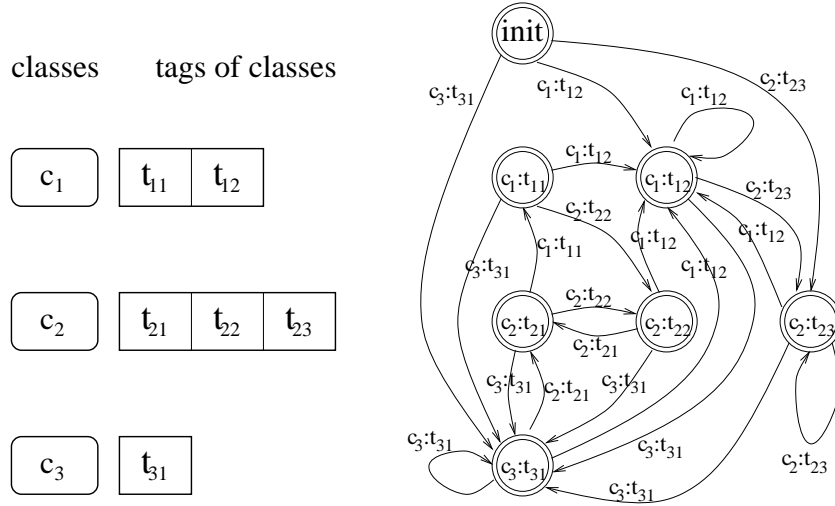 classes
tags of classes
c₁
t₁₁
t₁₂
c₂
t₂₁
t₂₂
t₂₃
c₃
t₃₁
init
c₃:t₃₁
c₁:t₁₂
c₂:t₂₃
c₁:t₁₂
c₁:t₁₂
c₁:t₁₁
c₁:t₁₂
c₂:t₂₃
c₂:t₂₂
c₁:t₁₂
c₁:t₁₂
c₃:t₃₁
c₁:t₁₁
c₁:t₁₂
c₂:t₂₂
c₂:t₂₁
c₂:t₂₂
c₂:t₂₃
c₂:t₂₁
c₃:t₃₁
c₂:t₂₁
c₃:t₃₁
c₃:t₃₁
c₃:t₃₁
c₃:t₃₁
c₂:t₂₃
c₃:t₃₁